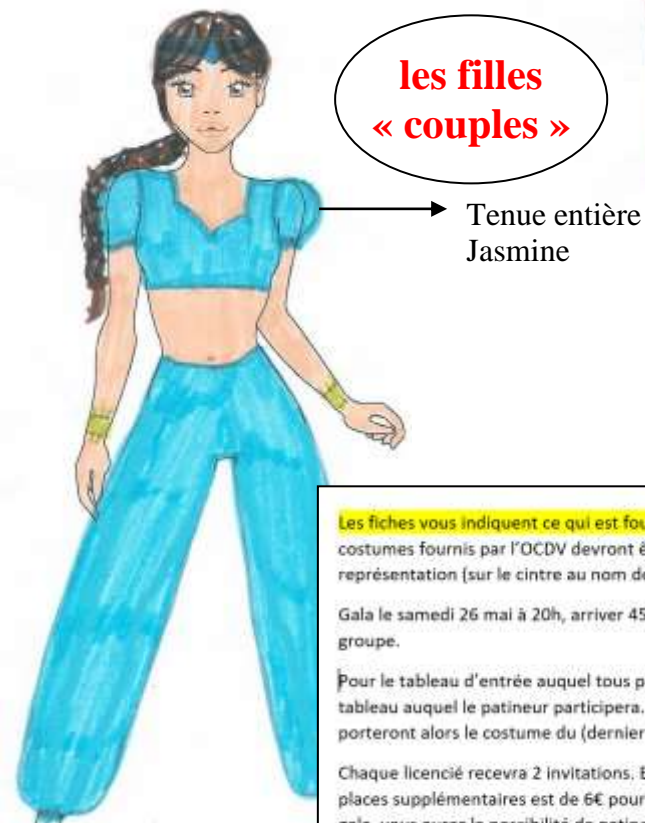 les filles
« couples »
Tenue entière
Jasmine
Les fiches vous indiquent ce qui est
costumes fournis par l'OCDV devront
représentation (sur le cintre au nom
Gala le samedi 26 mai à 20h, arriver 45
groupe.
Pour le tableau d'entrée auquel tous
tableau auquel le patineur participera.
porteront alors le costume du (dernier
Chaque licencié recevra 2 invitations.
places supplémentaires est de 6€ pour